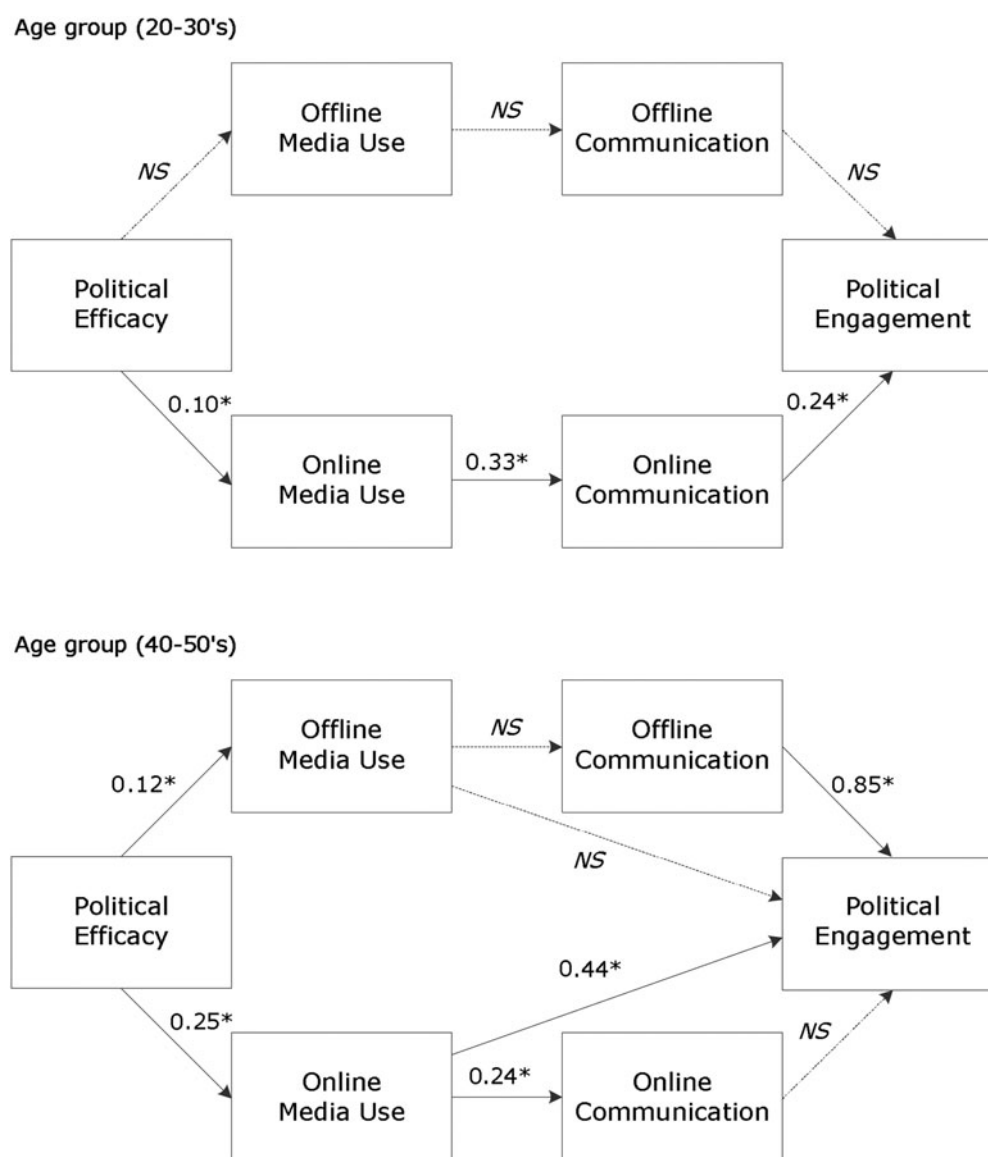 Age group (20-30's)
Offline
Media Use
NS
Offline
Communication
NS
NS
Political
Efficacy
Political
Engagement
0.10*
Online
Media Use
0.33*
Online
Communication
0.24*
Age group (40-50's)
Offline
Media Use
NS
Offline
Communication
0.12*
0.85*
NS
Political
Efficacy
Political
Engagement
0.44*
0.25*
NS
Online
Media Use
0.24*
Online
Communication